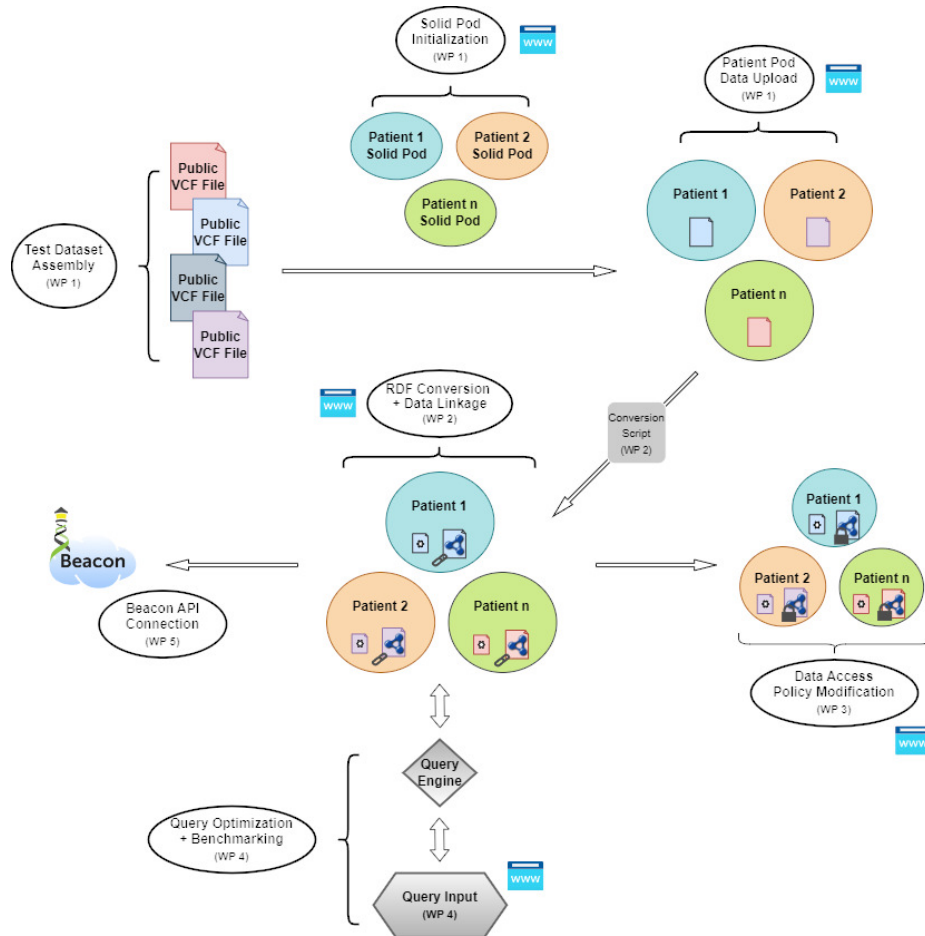 Solid Pod
Initialization
(WP 1)
www
Patient 1
Solid Pod
Patient 2
Solid Pod
Patient n
Solid Pod
Patient Pod
Data Upload
(WP 1)
www
Patient 1
Patient 2
Patient n
Test Dataset
Assembly
(WP 1)
Public
VCF File
Public
VCF File
Public
VCF File
Public
VCF File
www
RDF Conversion
+ Data Linkage
(WP 2)
Conversion
Script
(WP 2)
Patient 1
Patient 2
Patient n
Beacon
Beacon API
Connection
(WP 5)
Patient 1
Patient 2
Patient n
Data Access
Policy Modification
(WP 3)
www
Query
Engine
Query Optimization
+ Benchmarking
(WP 4)
Query Input
(WP 4)
www